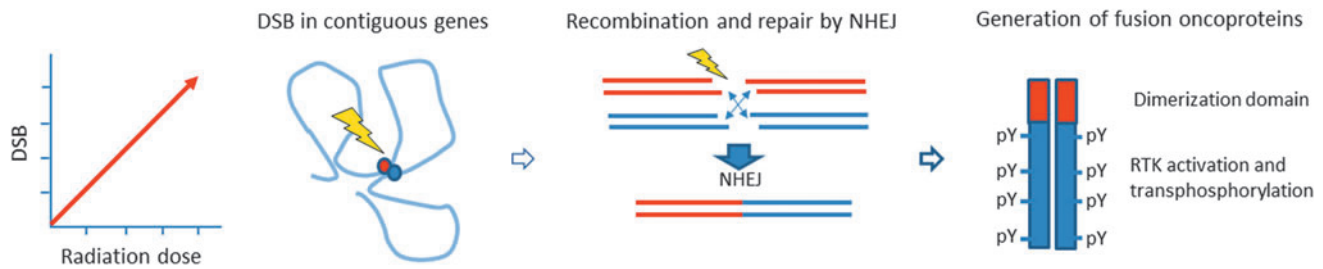 DSB in contiguous genes
Recombination and repair by NHEJ
Generation of fusion oncoproteins
DSB
Radiation dose
NHEJ
Dimerization domain
RTK activation and
transphosphorylation
pY
pY
pY
pY
pY
pY
pY
pY